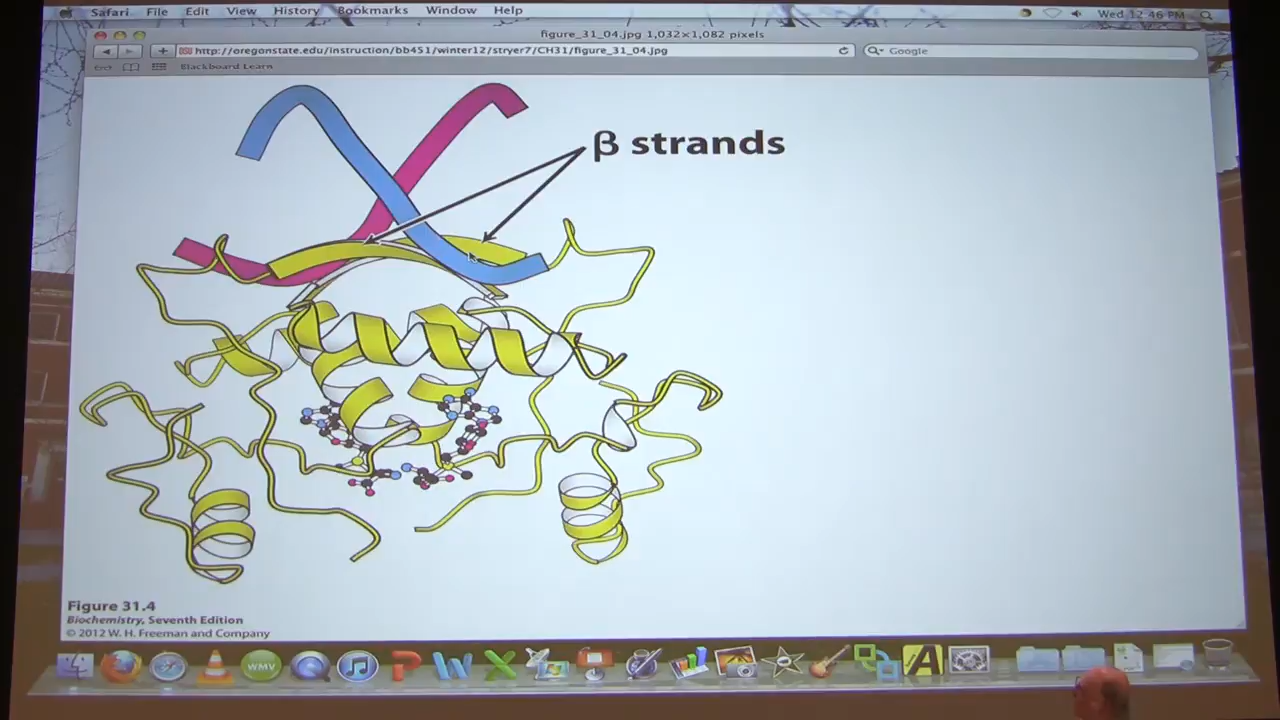 Safari File Edit View History Bookmarks Window Help
Wed 12:46 PM
figure_31_04.jpg 1,032×1,082 pixels
http://oregonstate.edu/instruction/bb451/winter12/stryer7/CH31/figure_31_04.jpg
Google
Blackboard Learn
β strands
Figure 31.4
Biochemistry, Seventh Edition
© 2012 W. H. Freeman and Company
WMV